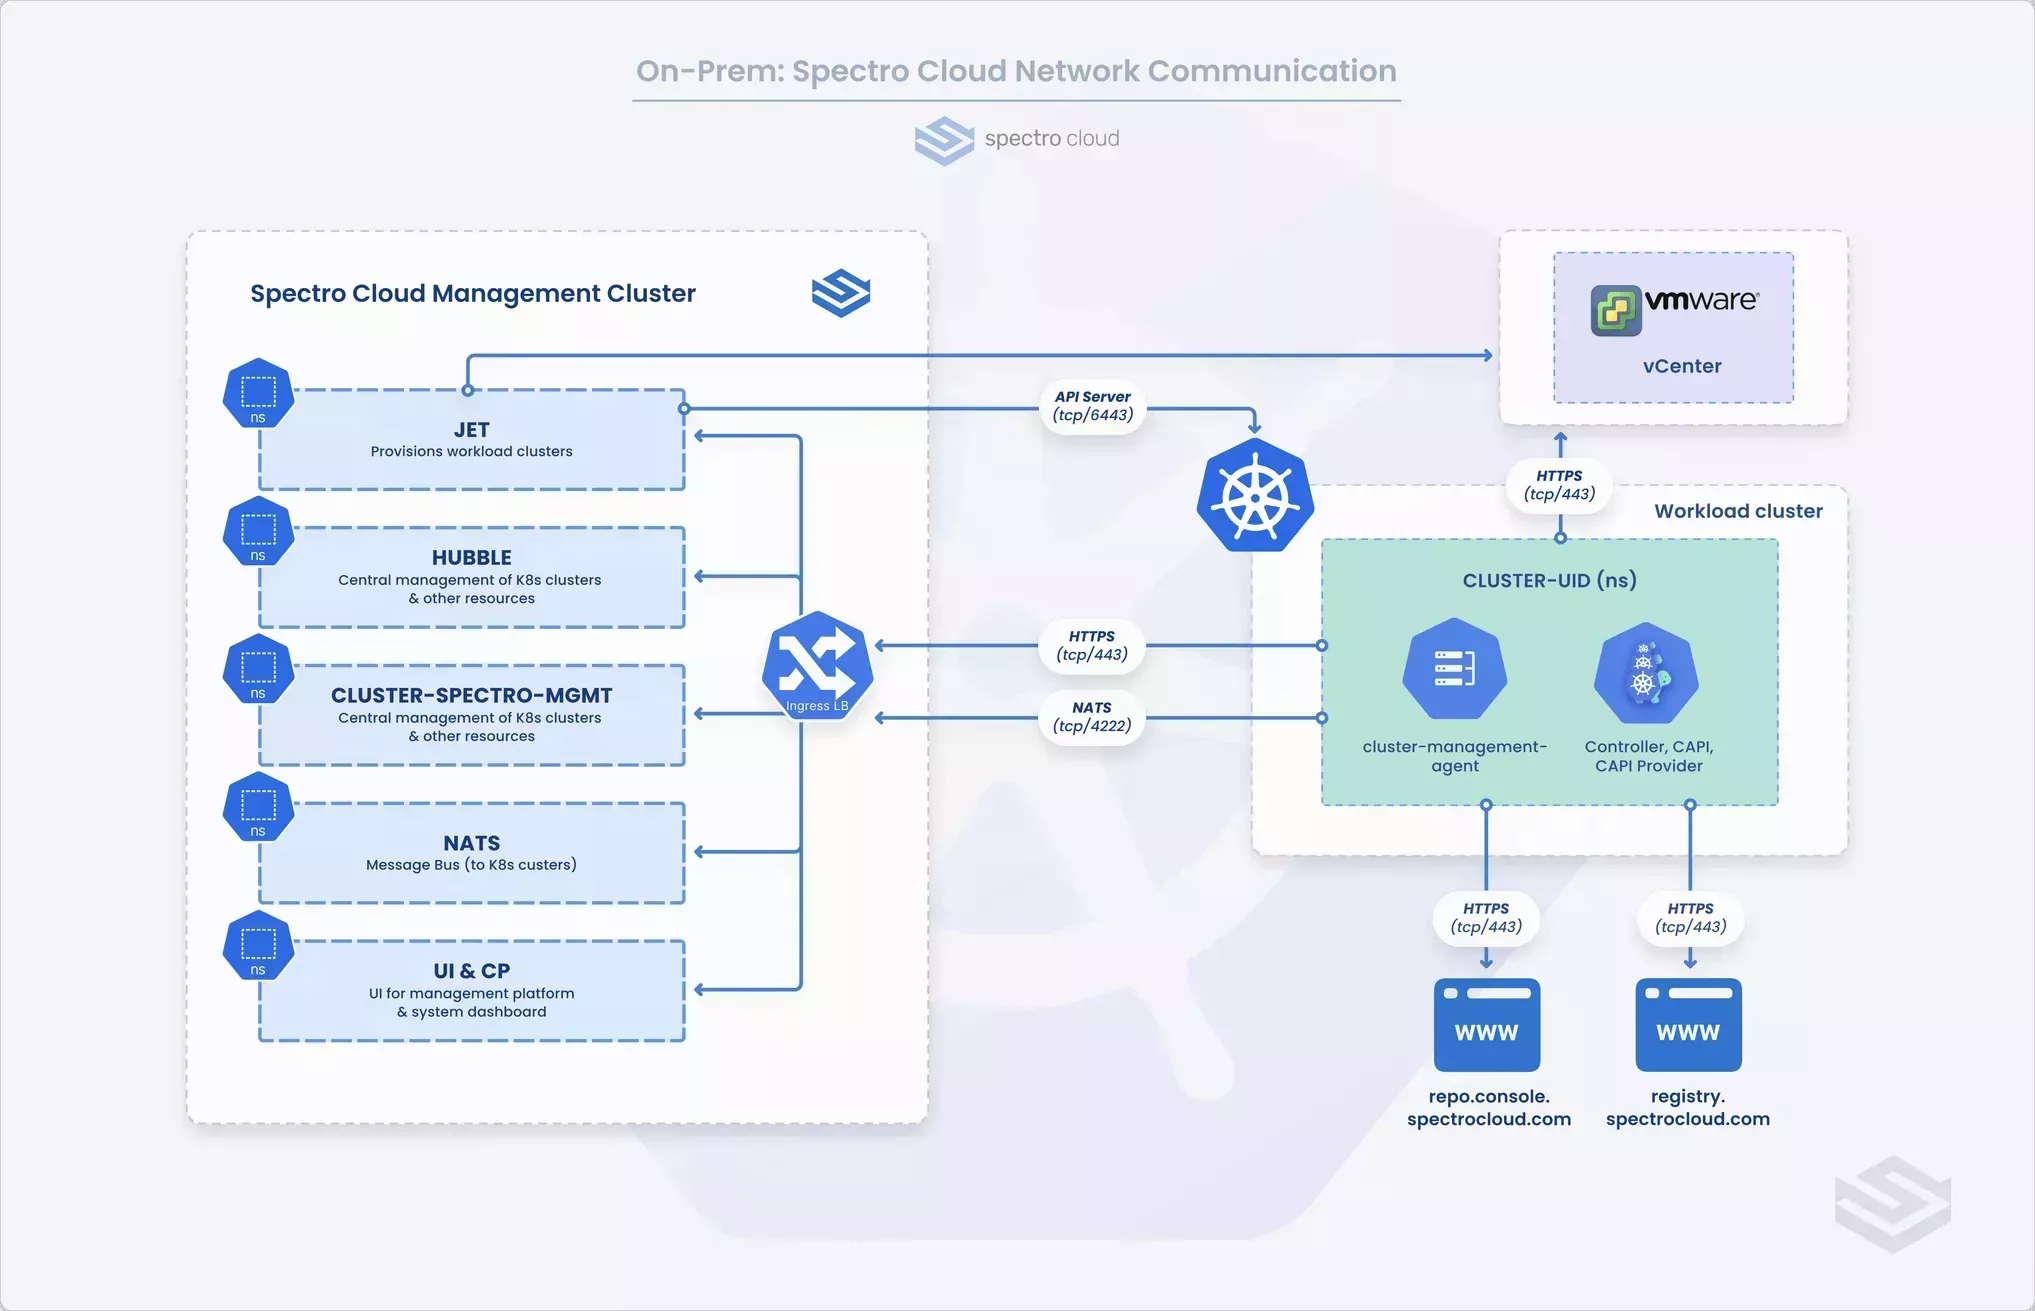 On-Prem: Spectro Cloud Network Communication
spectro cloud
Spectro Cloud Management Cluster
ns
JET
Provisions workload clusters
ns
HUBBLE
Central management of K8s clusters
& other resources
ns
CLUSTER-SPECTRO-MGMT
Central management of K8s clusters
& other resources
ns
NATS
Message Bus (to K8s custers)
ns
UI & CP
UI for management platform
& system dashboard
Ingress LB
API Server
(tcp/6443)
HTTPS
(tcp/443)
NATS
(tcp/4222)
vmware®
vCenter
HTTPS
(tcp/443)
Workload cluster
CLUSTER-UID (ns)
cluster-management-
agent
Controller, CAPI,
CAPI Provider
HTTPS
(tcp/443)
HTTPS
(tcp/443)
WWW
repo.console.
spectrocloud.com
WWW
registry.
spectrocloud.com